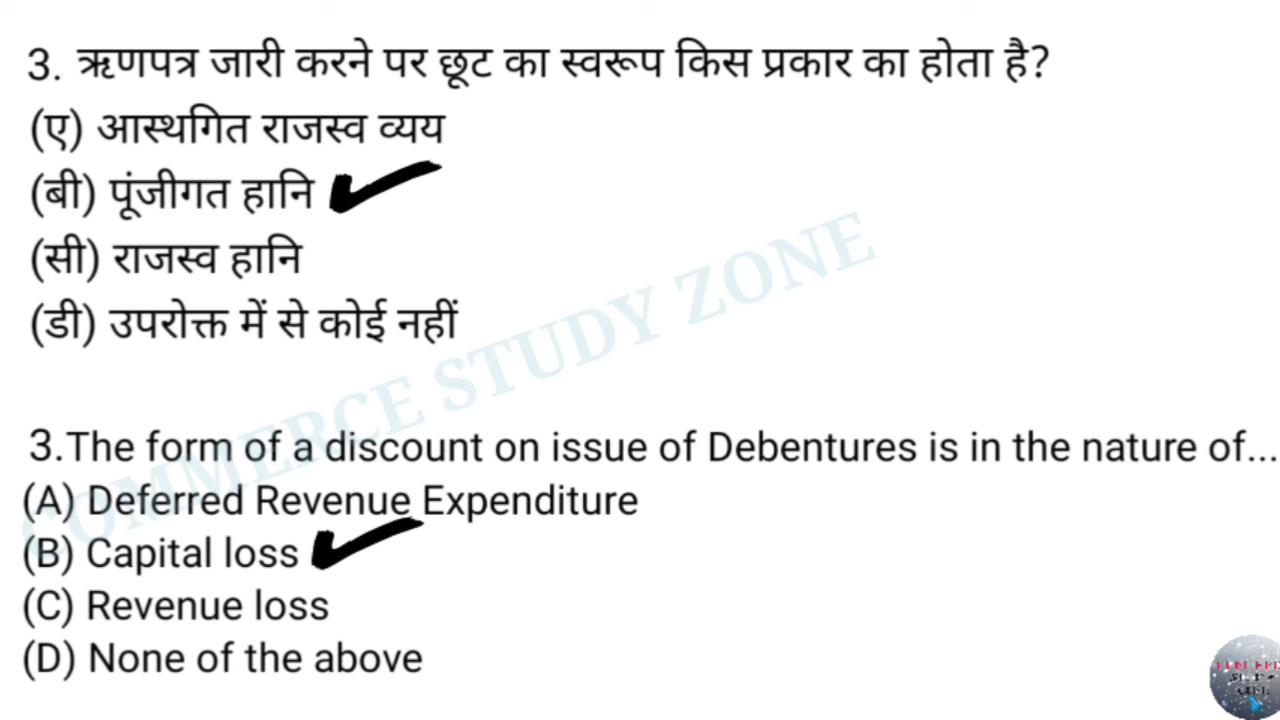 3. ऋणपत्र जारी करने पर छूट का स्वरूप किस प्रकार का होता है?
(ए) आस्थगित राजस्व व्यय
(बी) पूंजीगत हानि
(सी) राजस्व हानि
(डी) उपरोक्त में से कोई नहीं
COMMERCE STUDY ZONE
3.The form of a discount on issue of Debentures is in the nature of...
(A) Deferred Revenue Expenditure
(B) Capital loss
(C) Revenue loss
(D) None of the above